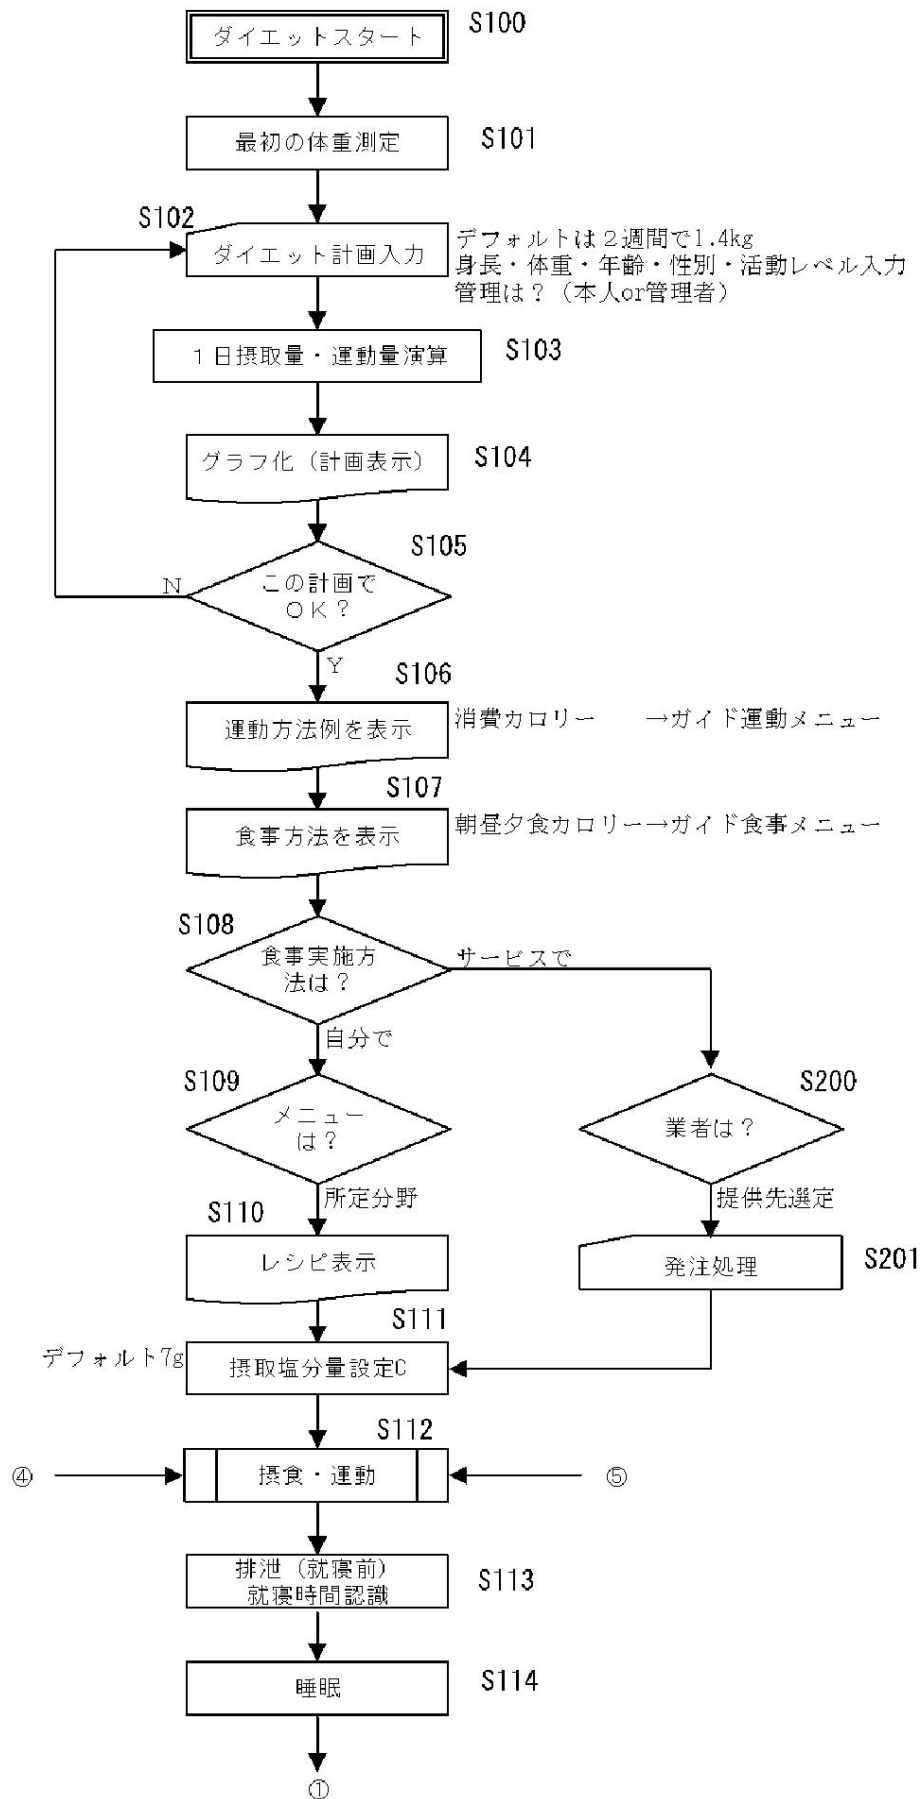 ダイエットスタート
S100
最初の体重測定
S101
S102
ダイエット計画入力
デフォルトは２週間で1.4kg
身長・体重・年齢・性別・活動レベル入力
管理は？（本人or管理者）
１日摂取量・運動量演算
S103
グラフ化（計画表示）
S104
S105
この計画で
ＯＫ？
N
Y
S106
運動方法例を表示
消費カロリー　　→ガイド運動メニュー
S107
食事方法を表示
朝昼夕食カロリー→ガイド食事メニュー
S108
食事実施方
法は？
サービスで
自分で
S109
メニュー
は？
S200
業者は？
所定分野
提供先選定
S110
レシピ表示
発注処理
S201
S111
デフォルト7g
摂取塩分量設定C
S112
④
摂食・運動
⑤
排泄（就寝前）
就寝時間認識
S113
睡眠
S114
①